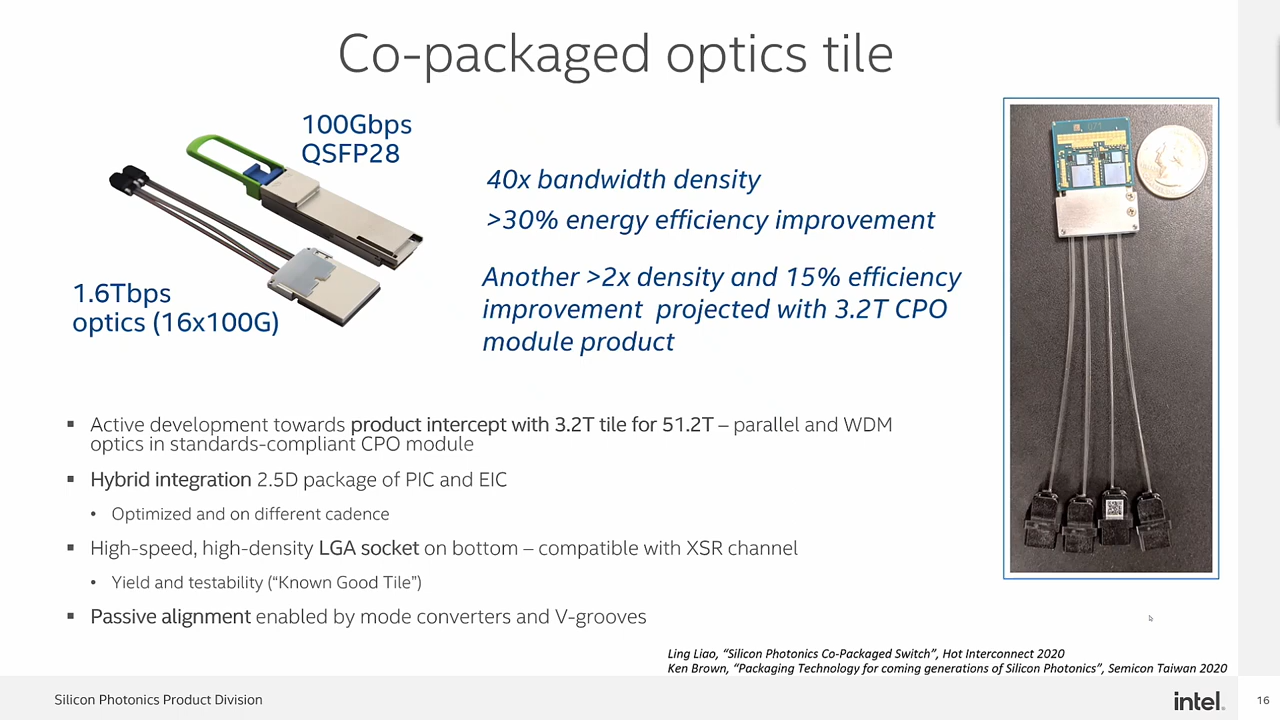 Co-packaged optics tile
100Gbps
QSFP28
1.6Tbps
optics (16x100G)
40x bandwidth density
>30% energy efficiency improvement
Another >2x density and 15% efficiency
improvement projected with 3.2T CPO
module product
▪ Active development towards product intercept with 3.2T tile for 51.2T – parallel and WDM
optics in standards-compliant CPO module
▪ Hybrid integration 2.5D package of PIC and EIC
• Optimized and on different cadence
▪ High-speed, high-density LGA socket on bottom – compatible with XSR channel
• Yield and testability (“Known Good Tile”)
▪ Passive alignment enabled by mode converters and V-grooves
Ling Liao, “Silicon Photonics Co-Packaged Switch”, Hot Interconnect 2020
Ken Brown, “Packaging Technology for coming generations of Silicon Photonics”, Semicon Taiwan 2020
Silicon Photonics Product Division
intel.
16